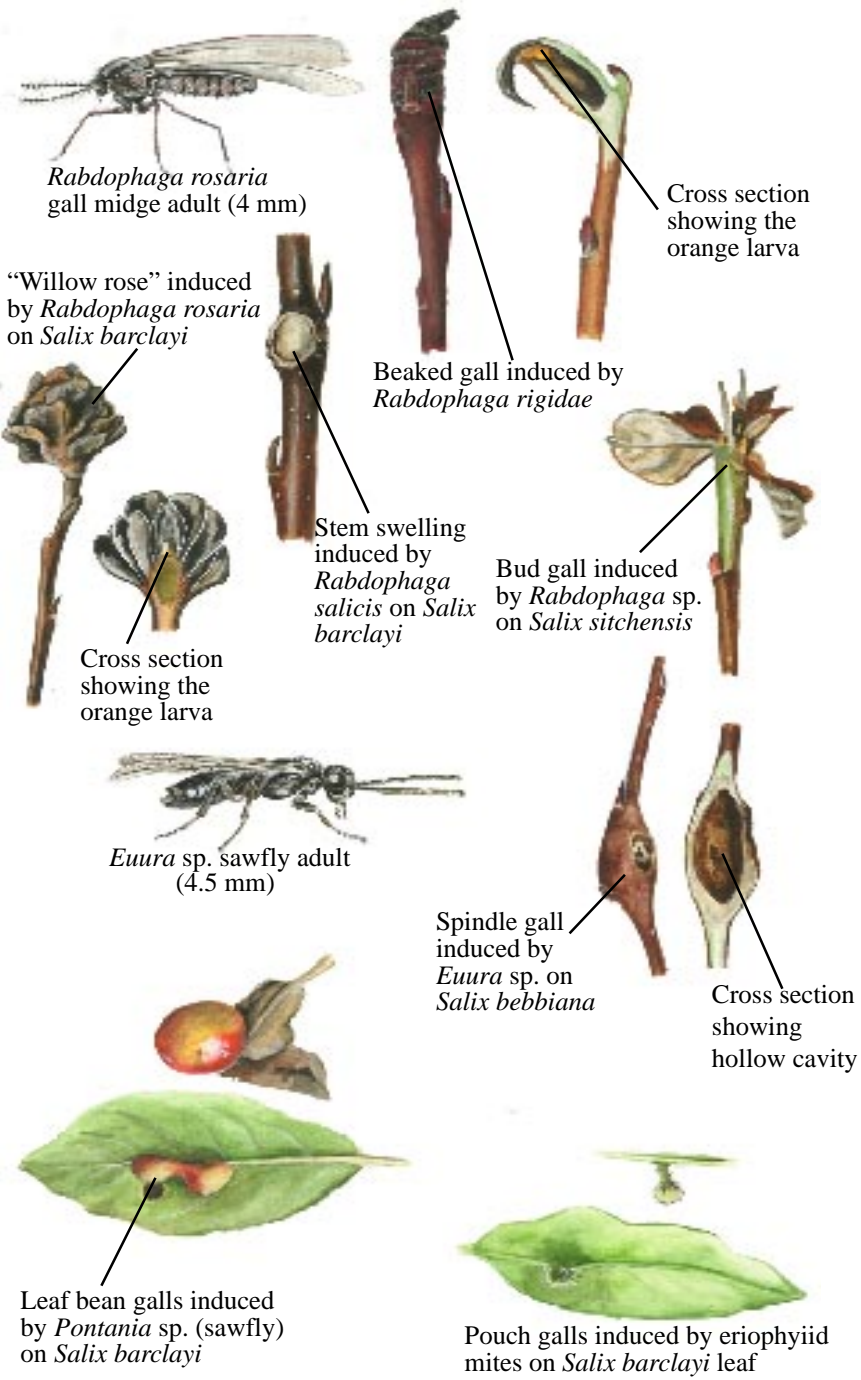 Rabdophaga rosaria
gall midge adult (4 mm)
Cross section
showing the
orange larva
“Willow rose” induced
by Rabdophaga rosaria
on Salix barclayi
Beaked gall induced by
Rabdophaga rigidae
Stem swelling
induced by
Rabdophaga
salicis on Salix
barclayi
Bud gall induced
by Rabdophaga sp.
on Salix sitchensis
Cross section
showing the
orange larva
Euura sp. sawfly adult
(4.5 mm)
Spindle gall
induced by
Euura sp. on
Salix bebbiana
Cross section
showing
hollow cavity
Leaf bean galls induced
by Pontania sp. (sawfly)
on Salix barclayi
Pouch galls induced by eriophyiid
mites on Salix barclayi leaf